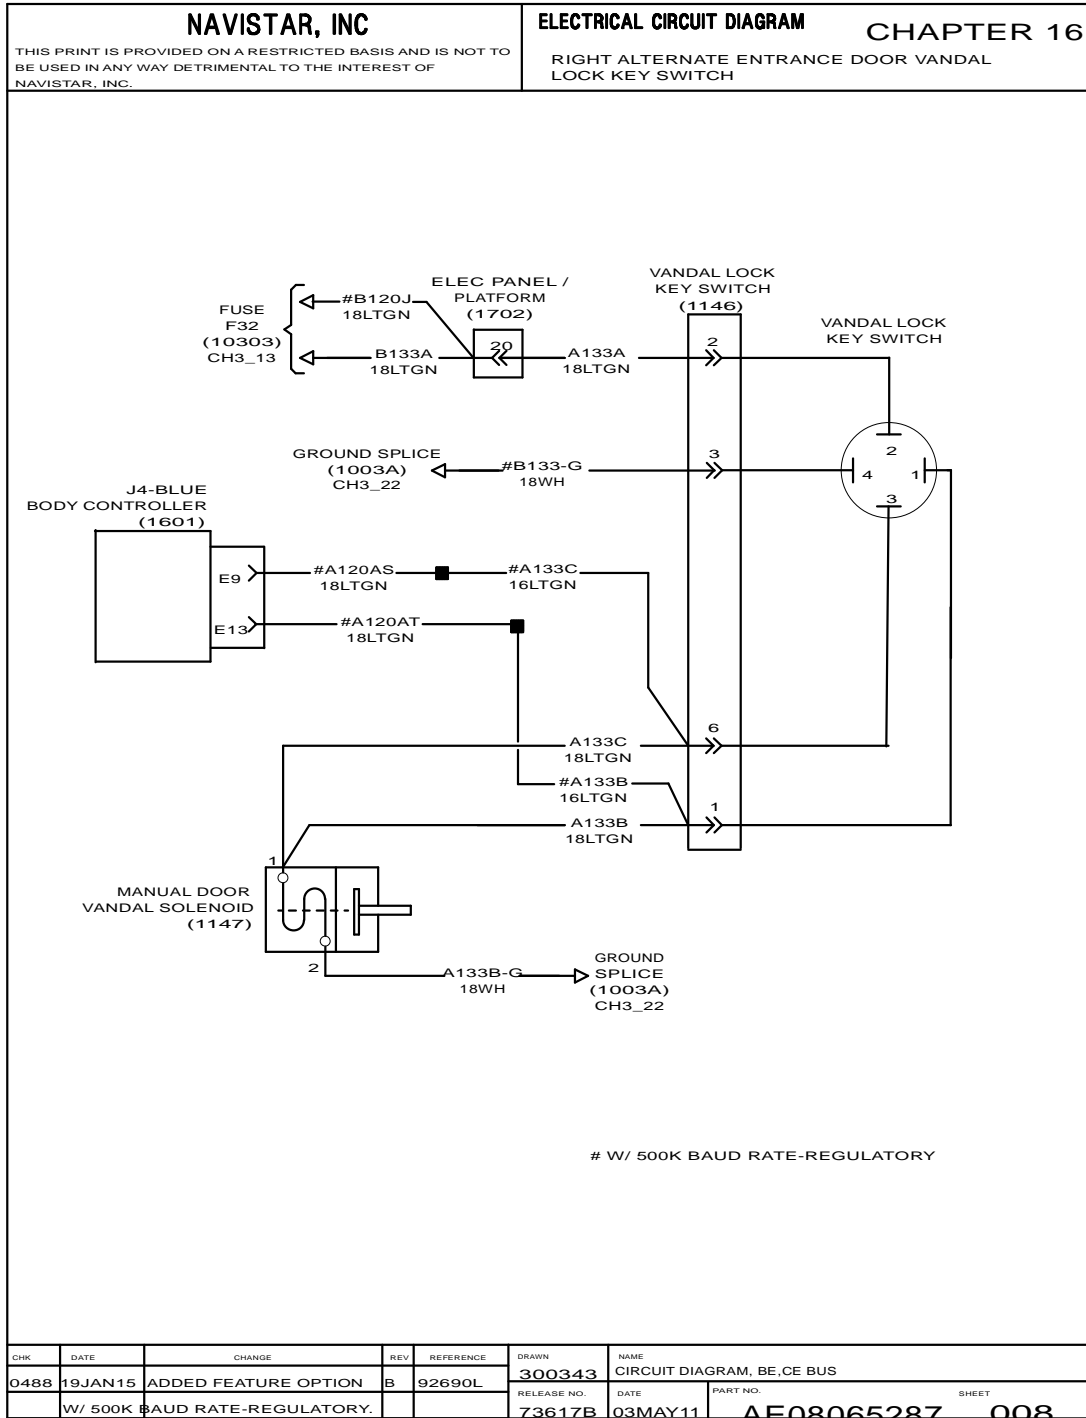 NAVISTAR, INC
THIS PRINT IS PROVIDED ON A RESTRICTED BASIS AND IS NOT TO
BE USED IN ANY WAY DETRIMENTAL TO THE INTEREST OF
NAVISTAR, INC.
ELECTRICAL CIRCUIT DIAGRAM
CHAPTER 16
RIGHT ALTERNATE ENTRANCE DOOR VANDAL
LOCK KEY SWITCH
FUSE
F32
(10303)
CH3_13
#B120J
18LTGN
B133A
18LTGN
ELEC PANEL /
PLATFORM
(1702)
20
A133A
18LTGN
VANDAL LOCK
KEY SWITCH
(1146)
2
VANDAL LOCK
KEY SWITCH
2
4
1
3
GROUND SPLICE
(1003A)
CH3_22
#B133-G
18WH
3
J4-BLUE
BODY CONTROLLER
(1601)
E9
#A120AS
18LTGN
#A133C
16LTGN
E13
#A120AT
18LTGN
A133C
18LTGN
6
#A133B
16LTGN
1
A133B
18LTGN
1
MANUAL DOOR
VANDAL SOLENOID
(1147)
2
A133B-G
18WH
GROUND
SPLICE
(1003A)
CH3_22
# W/ 500K BAUD RATE-REGULATORY
CHK DATE CHANGE REV REFERENCE
0488 19JAN15 ADDED FEATURE OPTION B 92690L
W/ 500K BAUD RATE-REGULATORY.
DRAWN
300343
NAME
CIRCUIT DIAGRAM, BE,CE BUS
RELEASE NO.
73617B
DATE
03MAY11
PART NO.
AE08065287
SHEET
008